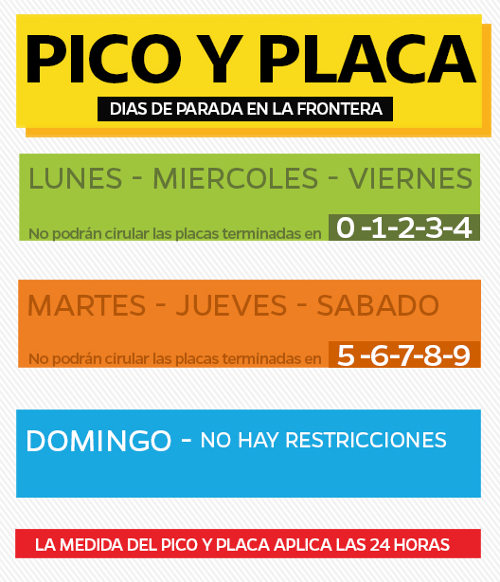 PICO Y PLACA
DIAS DE PARADA EN LA FRONTERA
LUNES - MIERCOLES - VIERNES
No podrán cirular las placas terminadas en 0 -1-2-3-4
MARTES - JUEVES - SABADO
No podrán cirular las placas terminadas en 5 -6-7-8-9
DOMINGO - NO HAY RESTRICCIONES
LA MEDIDA DEL PICO Y PLACA APLICA LAS 24 HORAS